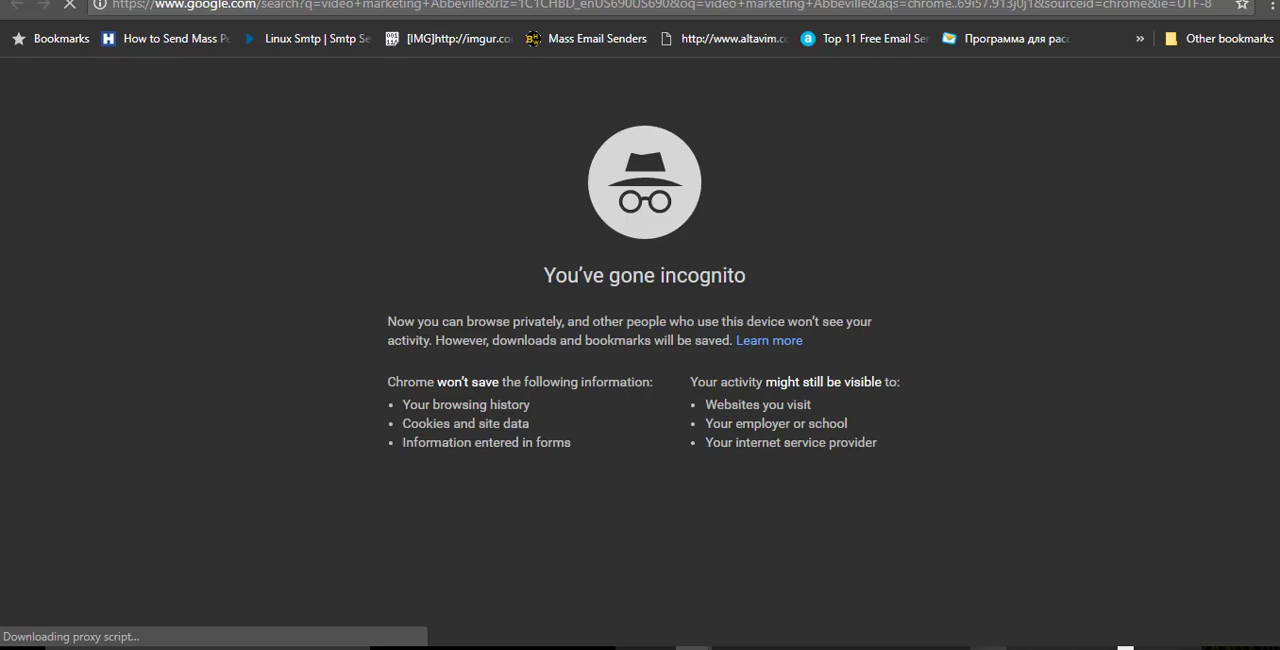 https://www.google.com/search?q=video+marketing+Abbeville&rlz=1C1CHBD_enUS690US690&oq=video+marketing+Abbeville&aqs=chrome..69i57.913j0j1&sourceid=chrome&ie=UTF-8
Bookmarks How to Send Mass Pe Linux Smtp | Smtp Se [IMG]http://imgur.co Mass Email Senders http://www.altavim.c Top 11 Free Email Se Программа для расс » Other bookmarks
You've gone incognito
Now you can browse privately, and other people who use this device won't see your
activity. However, downloads and bookmarks will be saved. Learn more
Chrome won't save the following information:
Your browsing history
Cookies and site data
Information entered in forms
Your activity might still be visible to:
Websites you visit
Your employer or school
Your internet service provider
Downloading proxy script...